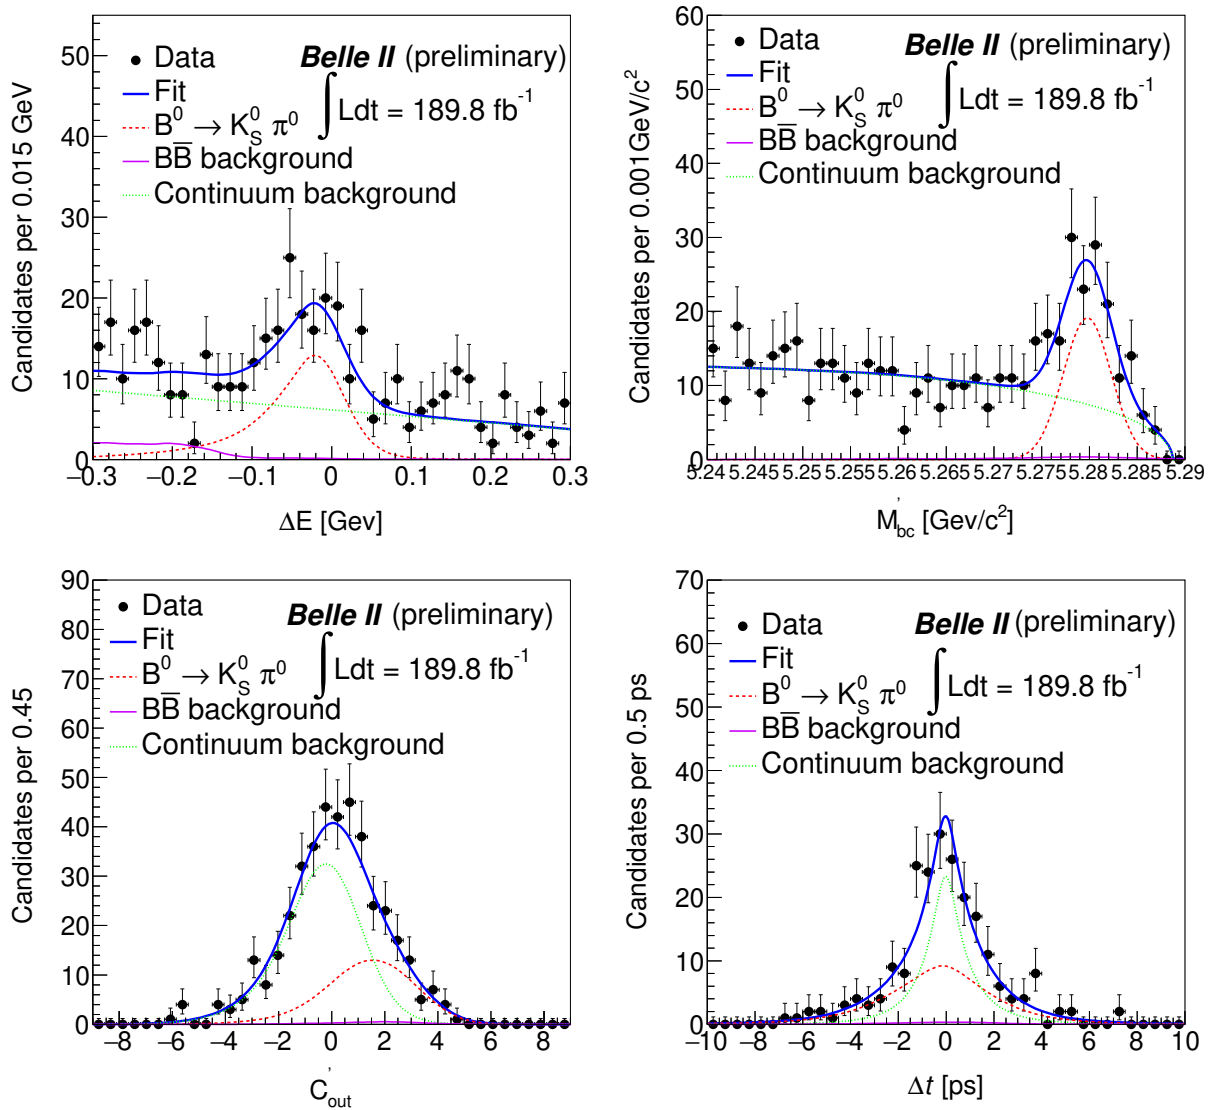 Candidates per 0.015 GeV
50
40
30
20
10
0
Data
Fit
B⁰ → K_S⁰ π⁰
BB̅ background
Continuum background
Belle II (preliminary)
∫Ldt = 189.8 fb⁻¹
−0.3 −0.2 −0.1 0 0.1 0.2 0.3
ΔE [Gev]
Candidates per 0.001GeV/c²
60
50
40
30
20
10
0
Data
Fit
B⁰ → K_S⁰ π⁰
BB̅ background
Continuum background
Belle II (preliminary)
∫Ldt = 189.8 fb⁻¹
5.24 5.245 5.25 5.255 5.26 5.265 5.27 5.275 5.28 5.285 5.29
M'_bc [Gev/c²]
Candidates per 0.45
90
80
70
60
50
40
30
20
10
0
Data
Fit
B⁰ → K_S⁰ π⁰
BB̅ background
Continuum background
Belle II (preliminary)
∫Ldt = 189.8 fb⁻¹
−8 −6 −4 −2 0 2 4 6 8
C'_out
Candidates per 0.5 ps
70
60
50
40
30
20
10
0
Data
Fit
B⁰ → K_S⁰ π⁰
BB̅ background
Continuum background
Belle II (preliminary)
∫Ldt = 189.8 fb⁻¹
−10 −8 −6 −4 −2 0 2 4 6 8 10
Δt [ps]